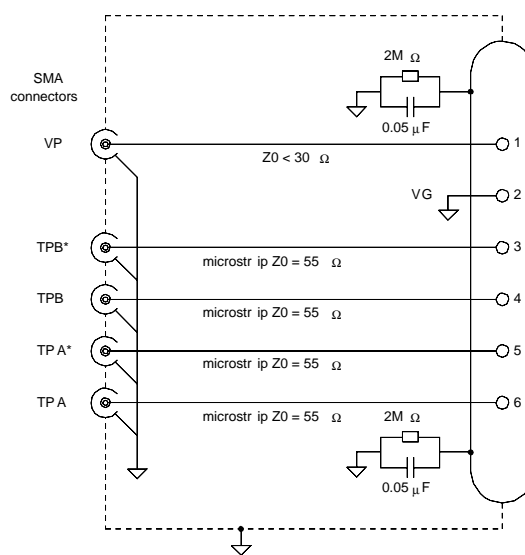 2M Ω
SMA
connectors
0.05 μF
VP
1
Z0 < 30 Ω
VG
2
TPB*
3
microstr ip Z0 = 55 Ω
TPB
4
microstr ip Z0 = 55 Ω
TP A*
5
microstr ip Z0 = 55 Ω
TP A
6
microstr ip Z0 = 55 Ω
2M Ω
0.05 μF